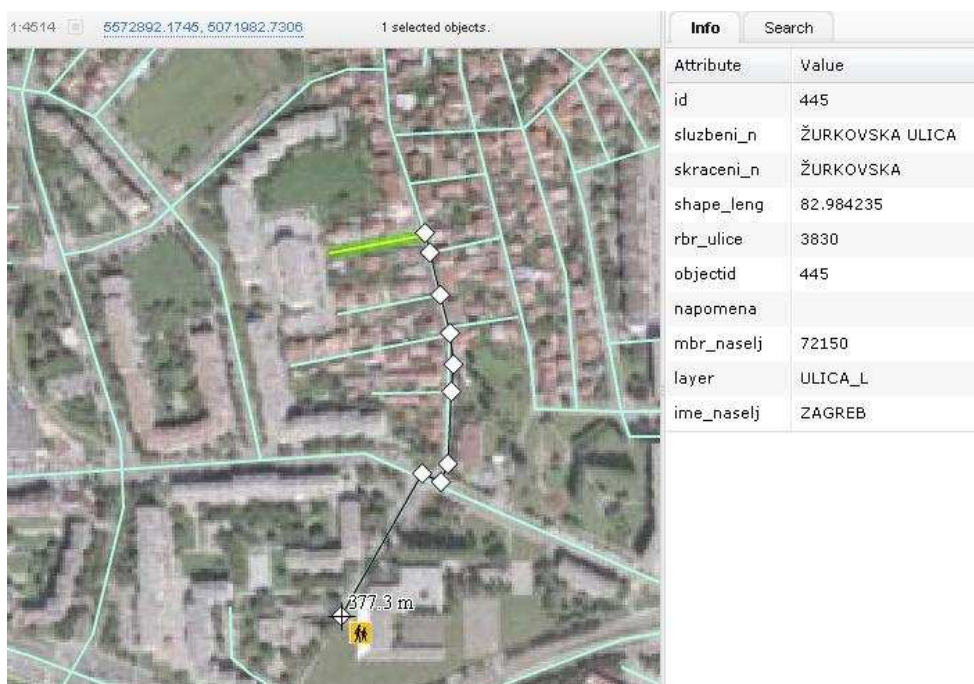 1:4514 5572892.1745, 5071982.7306 1 selected objects.
Info Search
Attribute Value
id 445
sluzbeni_n ŽURKOVSKA ULICA
skraceni_n ŽURKOVSKA
shape_leng 82.984235
rbr_ulice 3830
objectid 445
napomena
mbr_naselj 72150
layer ULICA_L
ime_naselj ZAGREB
377.3 m